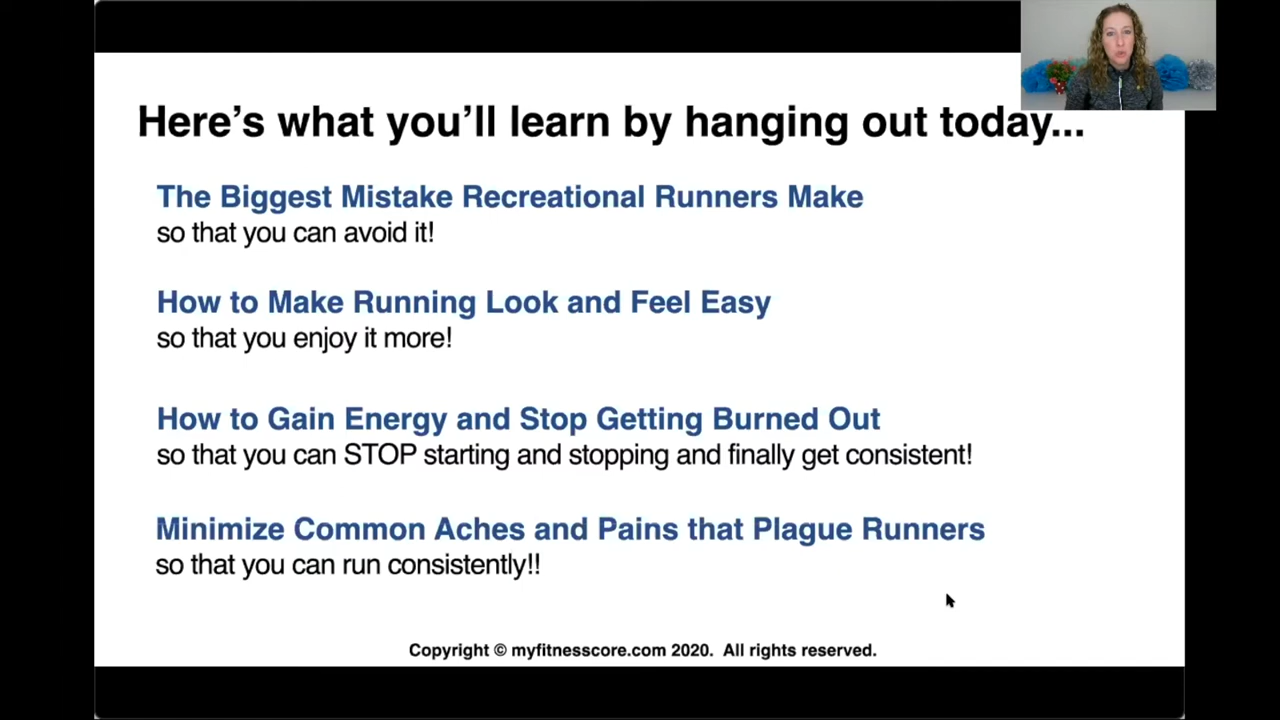 Here's what you'll learn by hanging out today...
The Biggest Mistake Recreational Runners Make
so that you can avoid it!
How to Make Running Look and Feel Easy
so that you enjoy it more!
How to Gain Energy and Stop Getting Burned Out
so that you can STOP starting and stopping and finally get consistent!
Minimize Common Aches and Pains that Plague Runners
so that you can run consistently!!
Copyright © myfitnesscore.com 2020.  All rights reserved.